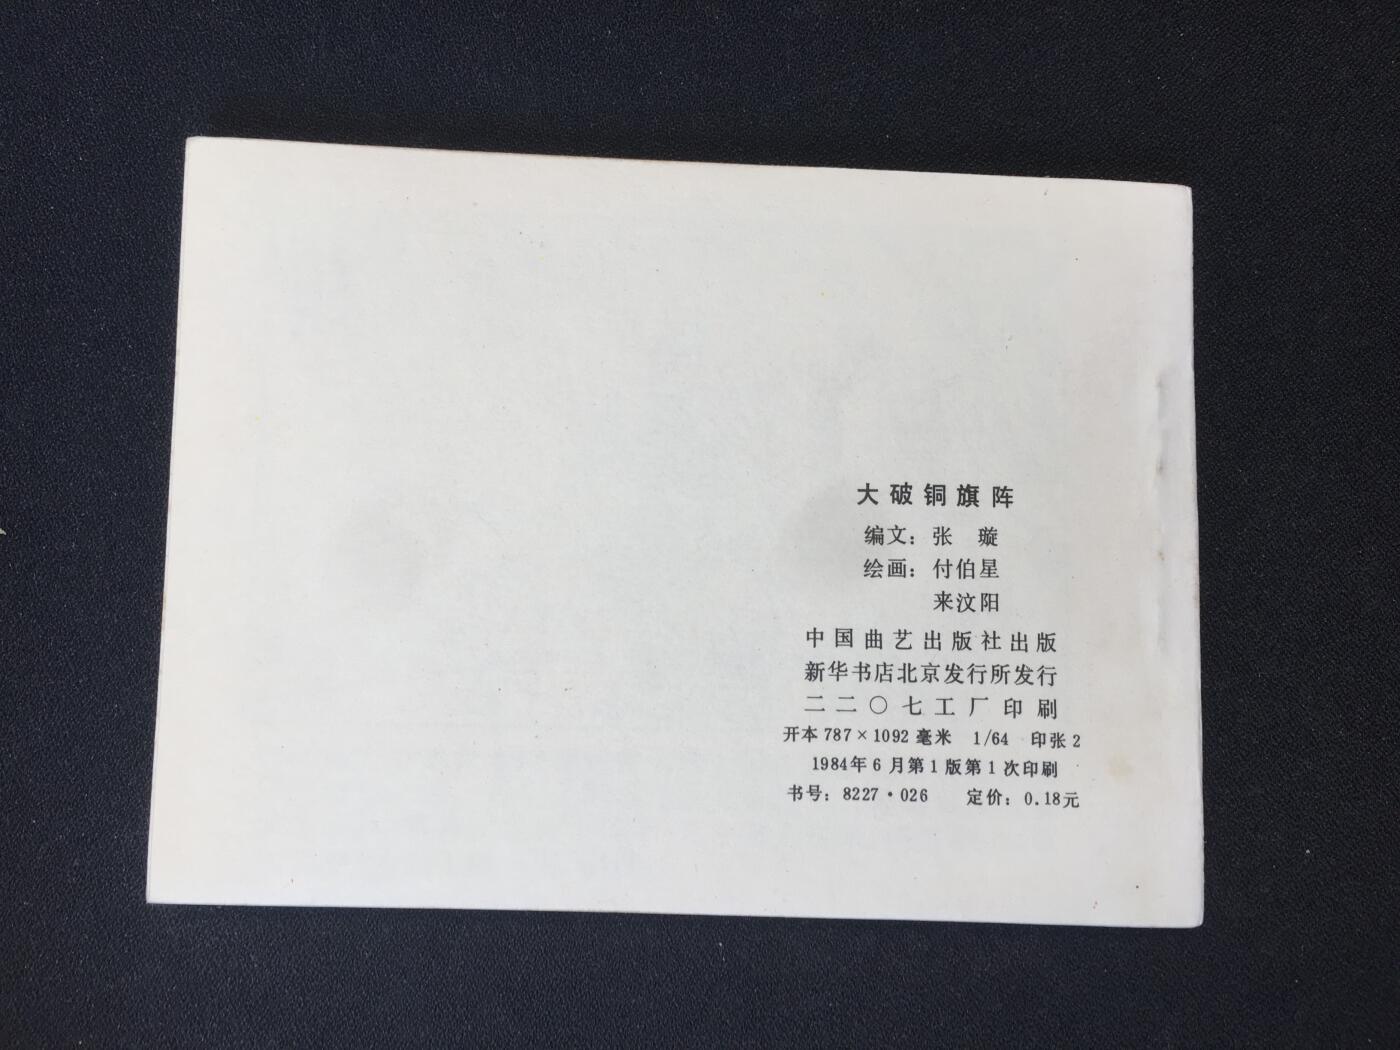 大破铜旗阵
编文：张　璇
绘画：付伯星
来汶阳
中国曲艺出版社出版
新华书店北京发行所发行
二二〇七工厂印刷
开本 787×1092 毫米　1/64　印张 2
1984年 6 月第 1 版第 1 次印刷
书号：8227·026　定价：0.18元